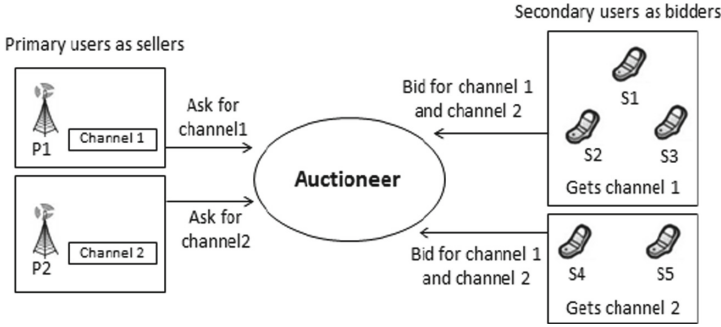 Secondary users as bidders
Primary users as sellers
P1
Channel 1
Ask for
channel1
P2
Channel 2
Ask for
channel2
Auctioneer
Bid for channel 1
and channel 2
S1
S2
S3
Gets channel 1
Bid for channel 1
and channel 2
S4
S5
Gets channel 2